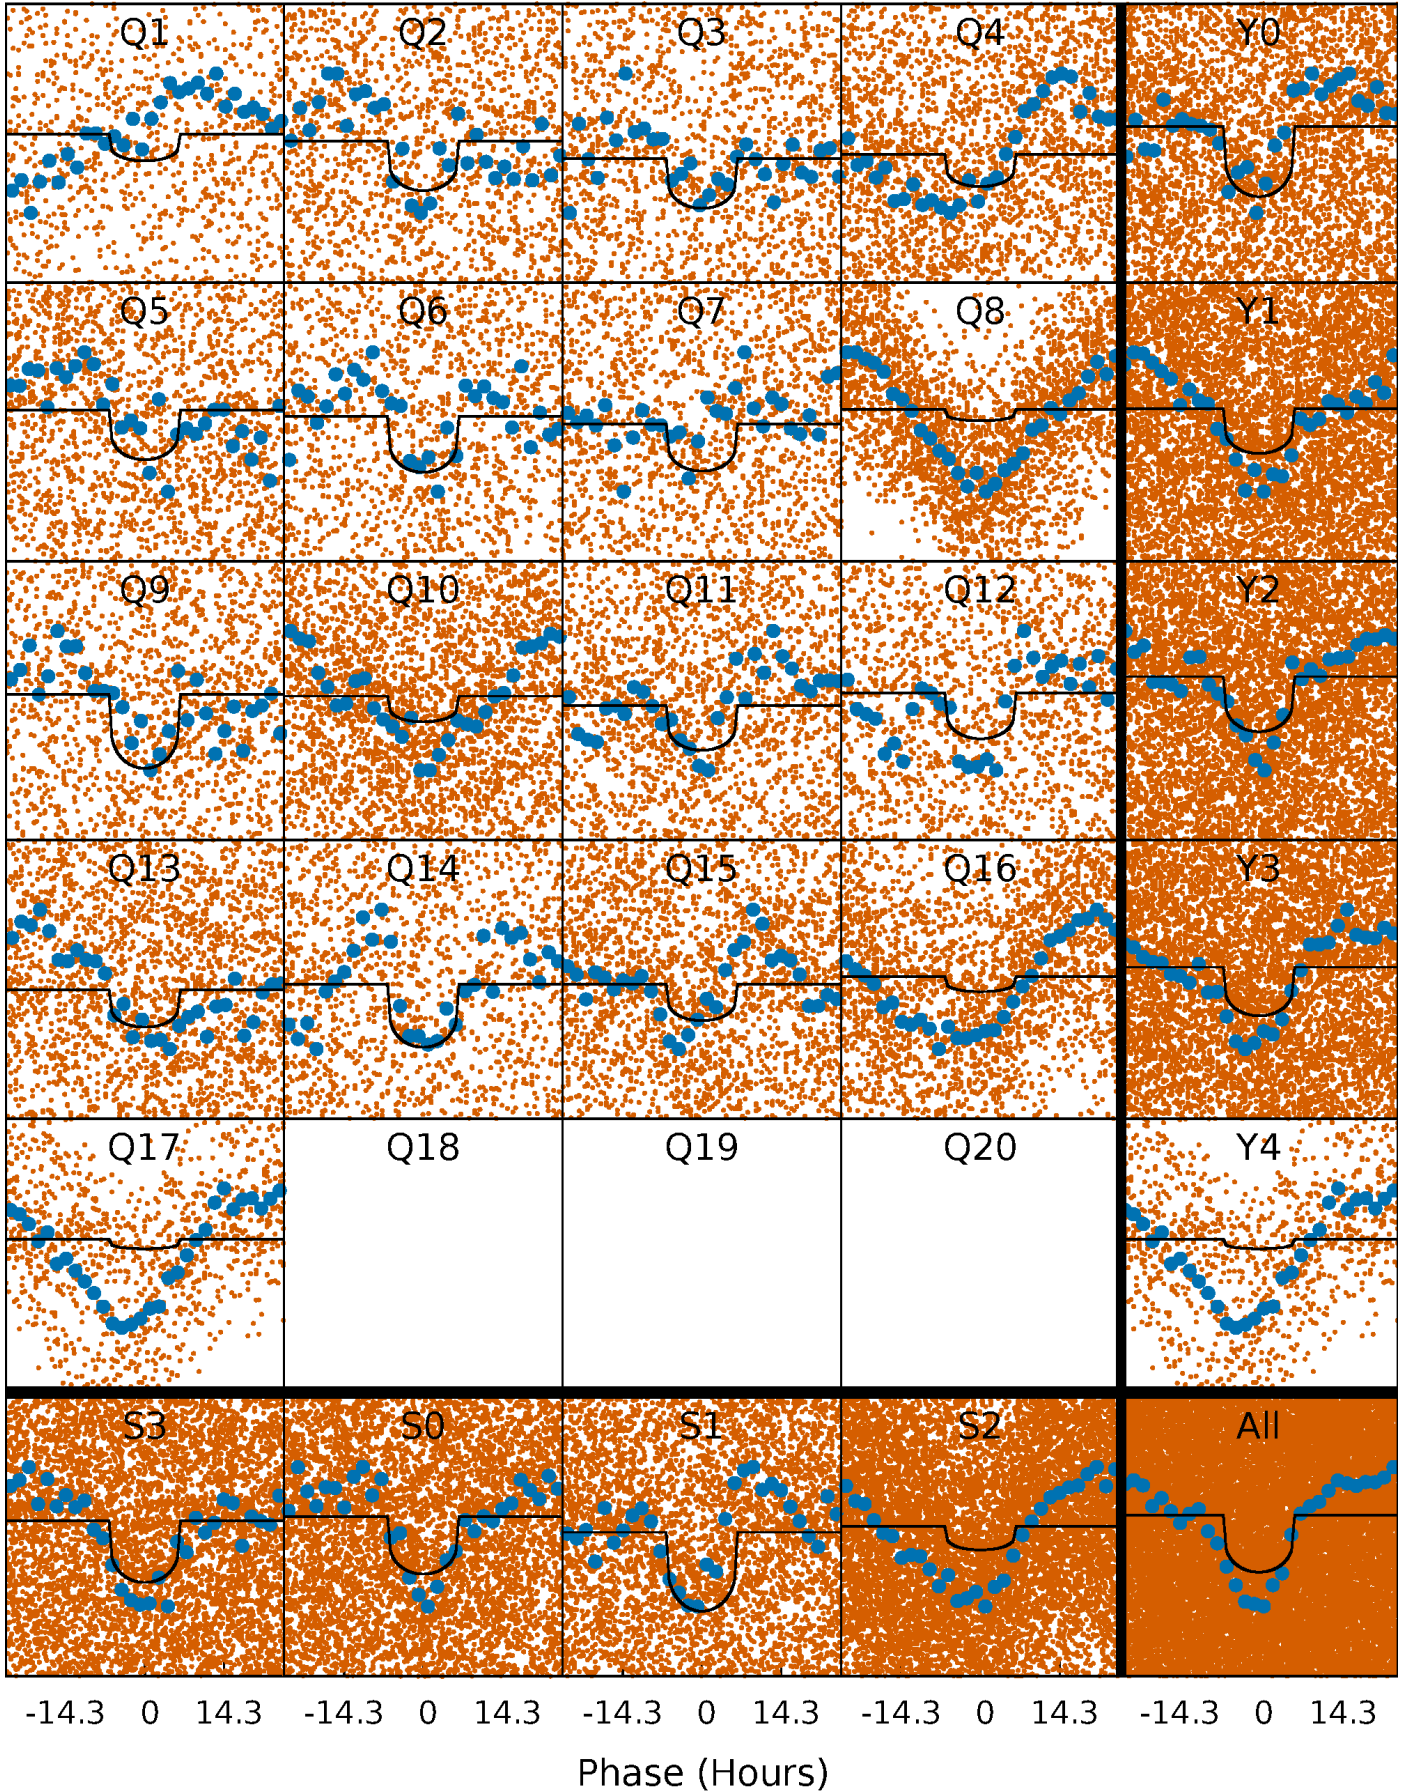 Q1 Q2 Q3 Q4 Y0
Q5 Q6 Q7 Q8 Y1
Q9 Q10 Q11 Q12 Y2
Q13 Q14 Q15 Q16 Y3
Q17 Q18 Q19 Q20 Y4
S3 S0 S1 S2 All
-14.3 0 14.3 -14.3 0 14.3 -14.3 0 14.3 -14.3 0 14.3 -14.3 0 14.3
Phase (Hours)